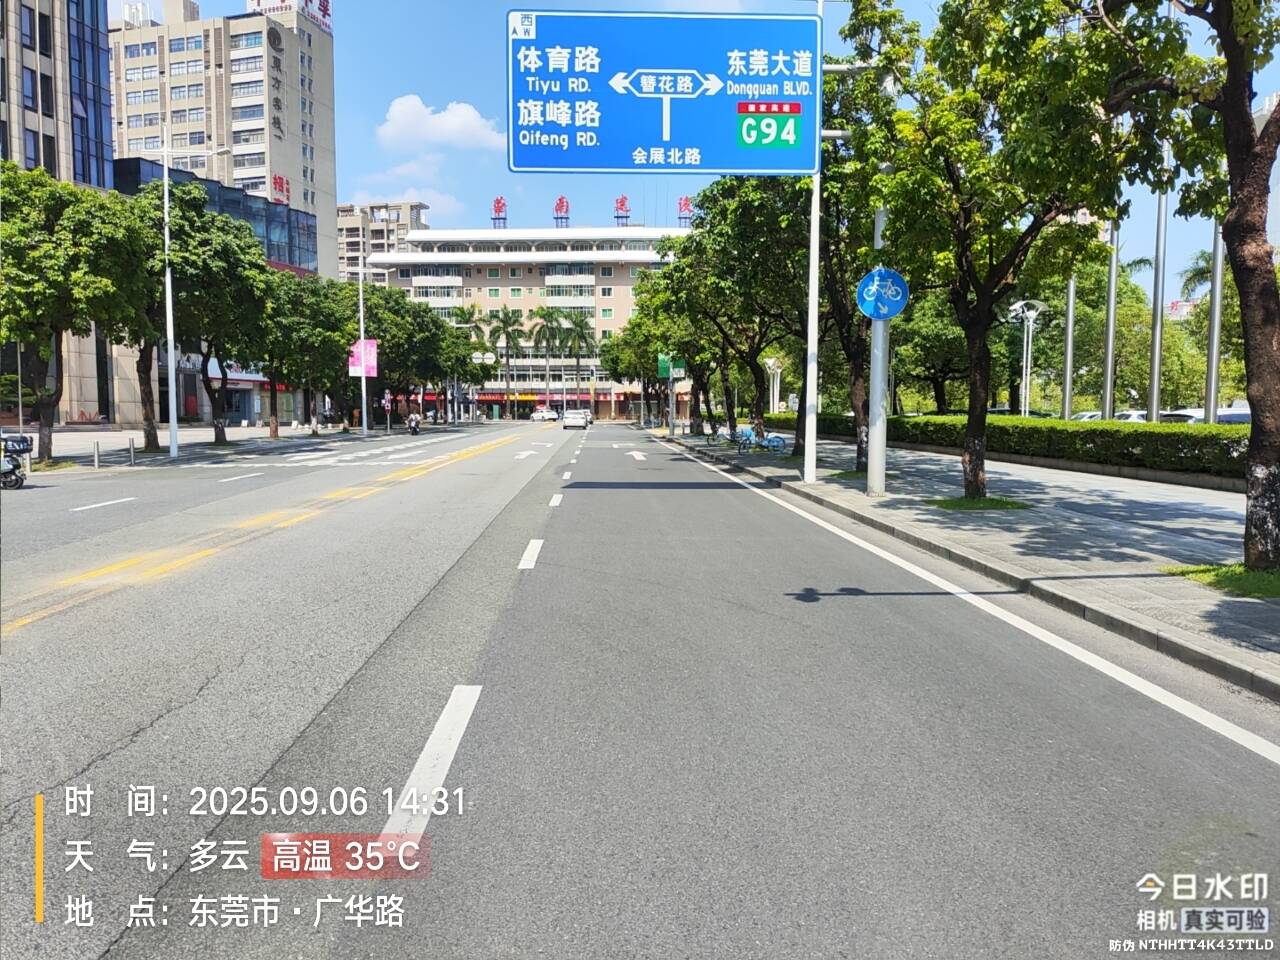 西
W
体育路
Tiyu RD.
旗峰路
Qifeng RD.
簪花路
东莞大道
Dongguan BLVD.
国家高速
G94
会展北路
时 间: 2025.09.06 14:31
天 气: 多云 高温 35°C
地 点: 东莞市·广华路
今日水印
相机 真实可验
防伪 NTHHTT4K43TTLD